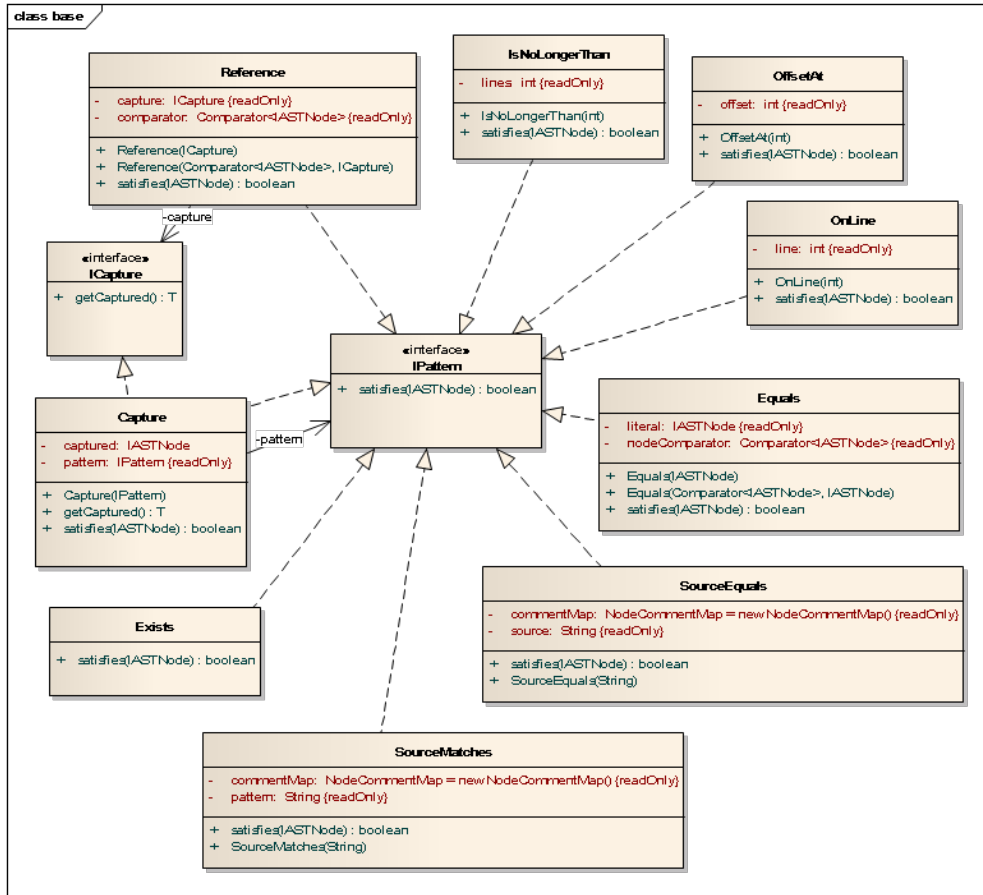 class base
Reference
- capture: ICapture {readOnly}
- comparator: Comparator<IASTNode> {readOnly}
+ Reference(ICapture)
+ Reference(Comparator<IASTNode>, ICapture)
+ satisfies(IASTNode) : boolean
IsNoLongerThan
- lines: int {readOnly}
+ IsNoLongerThan(int)
+ satisfies(IASTNode) : boolean
OffsetAt
- offset: int {readOnly}
+ OffsetAt(int)
+ satisfies(IASTNode) : boolean
-capture
«interface»
ICapture
+ getCaptured() : T
OnLine
- line: int {readOnly}
+ OnLine(int)
+ satisfies(IASTNode) : boolean
«interface»
IPattern
+ satisfies(IASTNode) : boolean
Capture
- captured: IASTNode
- pattern: IPattern {readOnly}
+ Capture(IPattern)
+ getCaptured() : T
+ satisfies(IASTNode) : boolean
-pattern
Equals
- literal: IASTNode {readOnly}
- nodeComparator: Comparator<IASTNode> {readOnly}
+ Equals(IASTNode)
+ Equals(Comparator<IASTNode>, IASTNode)
+ satisfies(IASTNode) : boolean
Exists
+ satisfies(IASTNode) : boolean
SourceEquals
- commentMap: NodeCommentMap = new NodeCommentMap() {readOnly}
- source: String {readOnly}
+ satisfies(IASTNode) : boolean
+ SourceEquals(String)
SourceMatches
- commentMap: NodeCommentMap = new NodeCommentMap() {readOnly}
- pattern: String {readOnly}
+ satisfies(IASTNode) : boolean
+ SourceMatches(String)